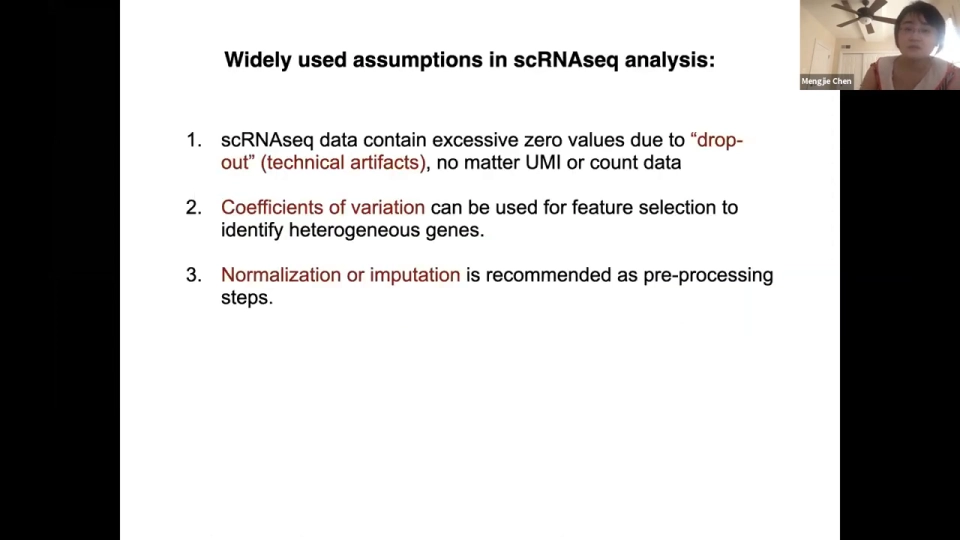 Widely used assumptions in scRNAseq analysis:
Mengjie Chen
1. scRNAseq data contain excessive zero values due to “drop-
out” (technical artifacts), no matter UMI or count data
2. Coefficients of variation can be used for feature selection to
identify heterogeneous genes.
3. Normalization or imputation is recommended as pre-processing
steps.